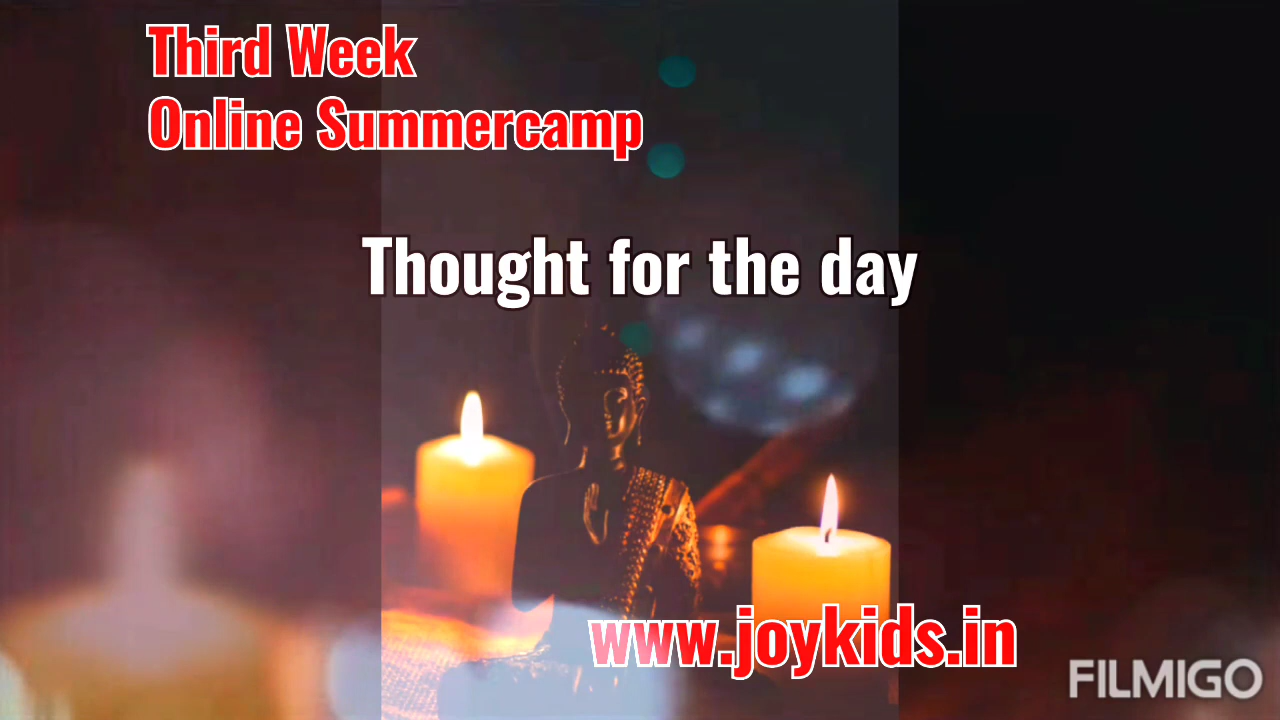 Third Week
Online Summercamp
Thought for the day
www.joykids.in
FILMIGO